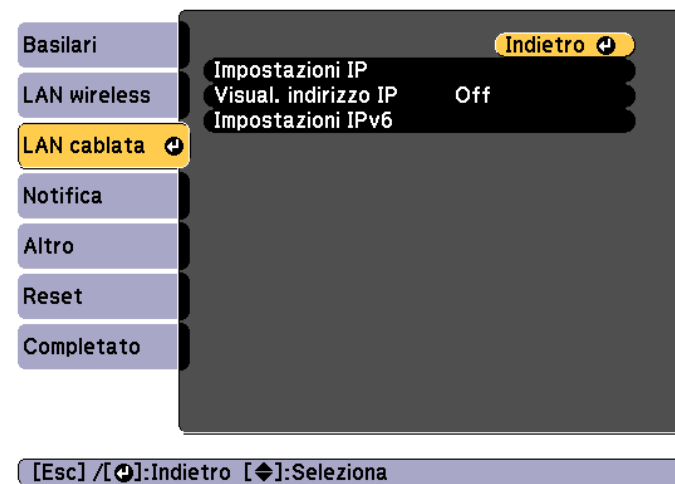 Basilari
LAN wireless
LAN cablata
Notifica
Altro
Reset
Completato
Indietro
Impostazioni IP
Visual. indirizzo IP Off
Impostazioni IPv6
[Esc] /[⏎]:Indietro [◆]:Seleziona